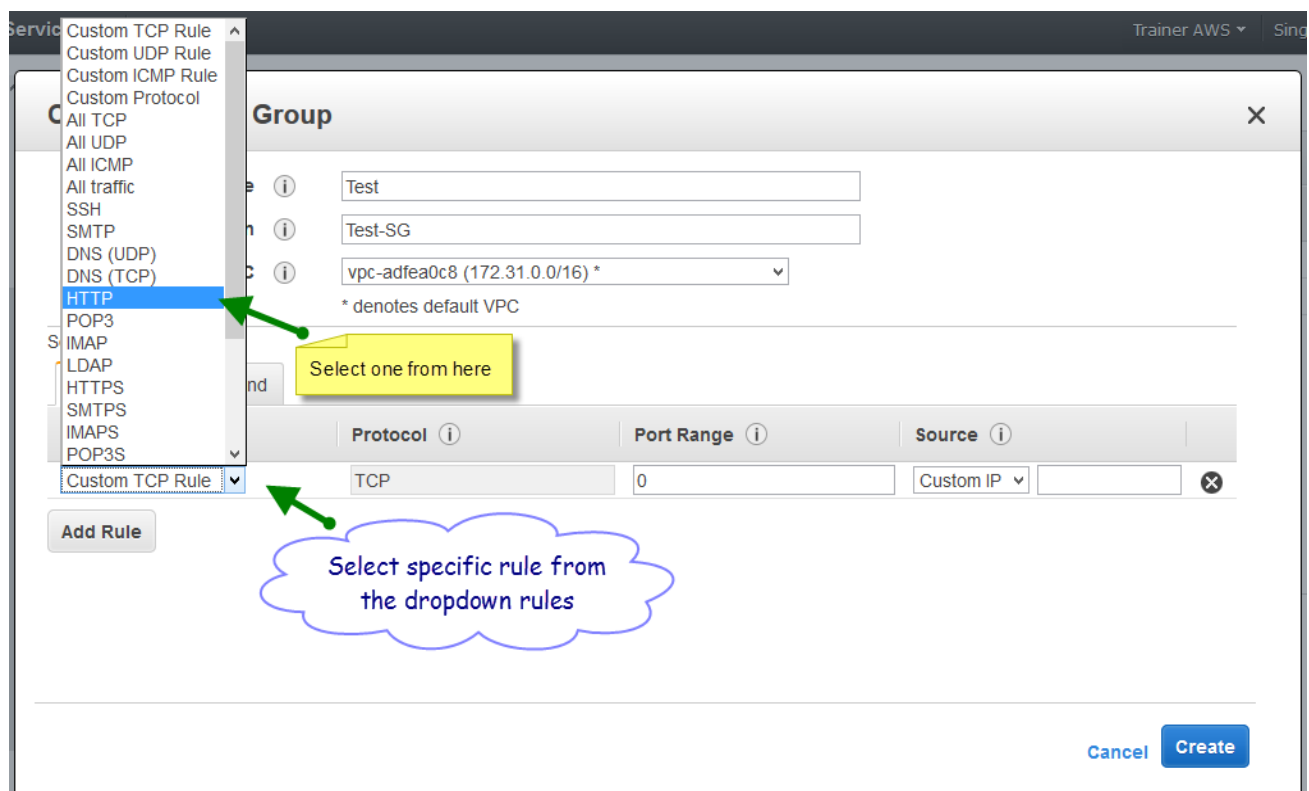 Servic
Trainer AWS
Sing
Custom TCP Rule
Custom UDP Rule
Custom ICMP Rule
Custom Protocol
All TCP
All UDP
All ICMP
All traffic
SSH
SMTP
DNS (UDP)
DNS (TCP)
HTTP
POP3
IMAP
LDAP
HTTPS
SMTPS
IMAPS
POP3S
C Group
e Test
n Test-SG
C vpc-adfea0c8 (172.31.0.0/16) *
* denotes default VPC
S
Select one from here
nd
Protocol Port Range Source
Custom TCP Rule TCP 0 Custom IP
Add Rule
Select specific rule from
the dropdown rules
Cancel Create